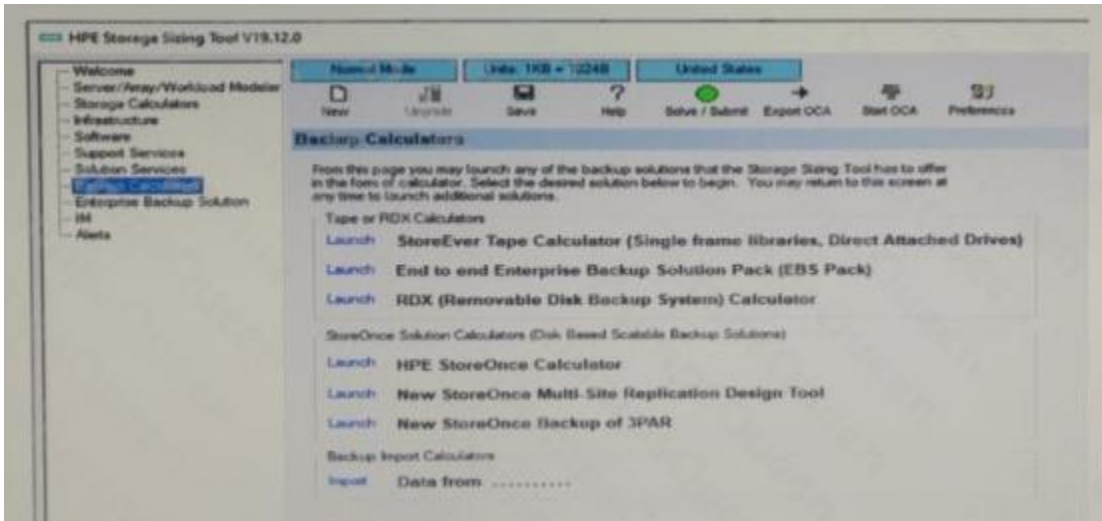 HPE Storage Sizing Tool V19.12.0
Welcome
Server/Array/Workload Modeler
Storage Calculators
Infrastructure
Software
Support Services
Solution Services
Backup Calculators
Enterprise Backup Solution
IM
Alerts
Normal Mode
Units: 1KB = 1024B
United States
New
Upgrade
Save
Help
Solve / Submit
Export OCA
Start OCA
Preferences
Backup Calculators
From this page you may launch any of the backup solutions that the Storage Sizing Tool has to offer
in the form of calculator. Select the desired solution below to begin. You may return to this screen at
any time to launch additional solutions.
Tape or RDX Calculators
Launch StoreEver Tape Calculator (Single frame libraries, Direct Attached Drives)
Launch End to end Enterprise Backup Solution Pack (EBS Pack)
Launch RDX (Removable Disk Backup System) Calculator
StoreOnce Solution Calculators (Disk Based Scalable Backup Solutions)
Launch HPE StoreOnce Calculator
Launch New StoreOnce Multi-Site Replication Design Tool
Launch New StoreOnce Backup of 3PAR
Backup Import Calculators
Import Data from ..........